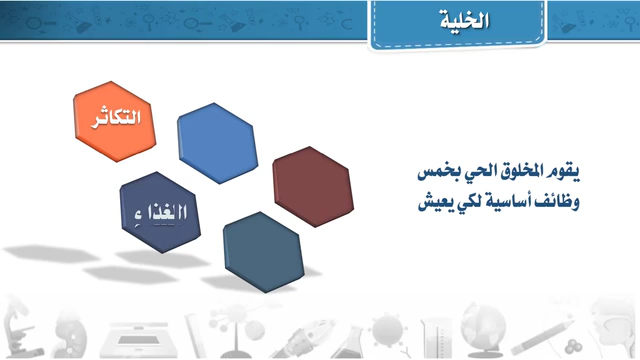 الخلية
التكاثر
الغذاء
يقوم المخلوق الحي بخمس
وظائف أساسية لكي يعيش